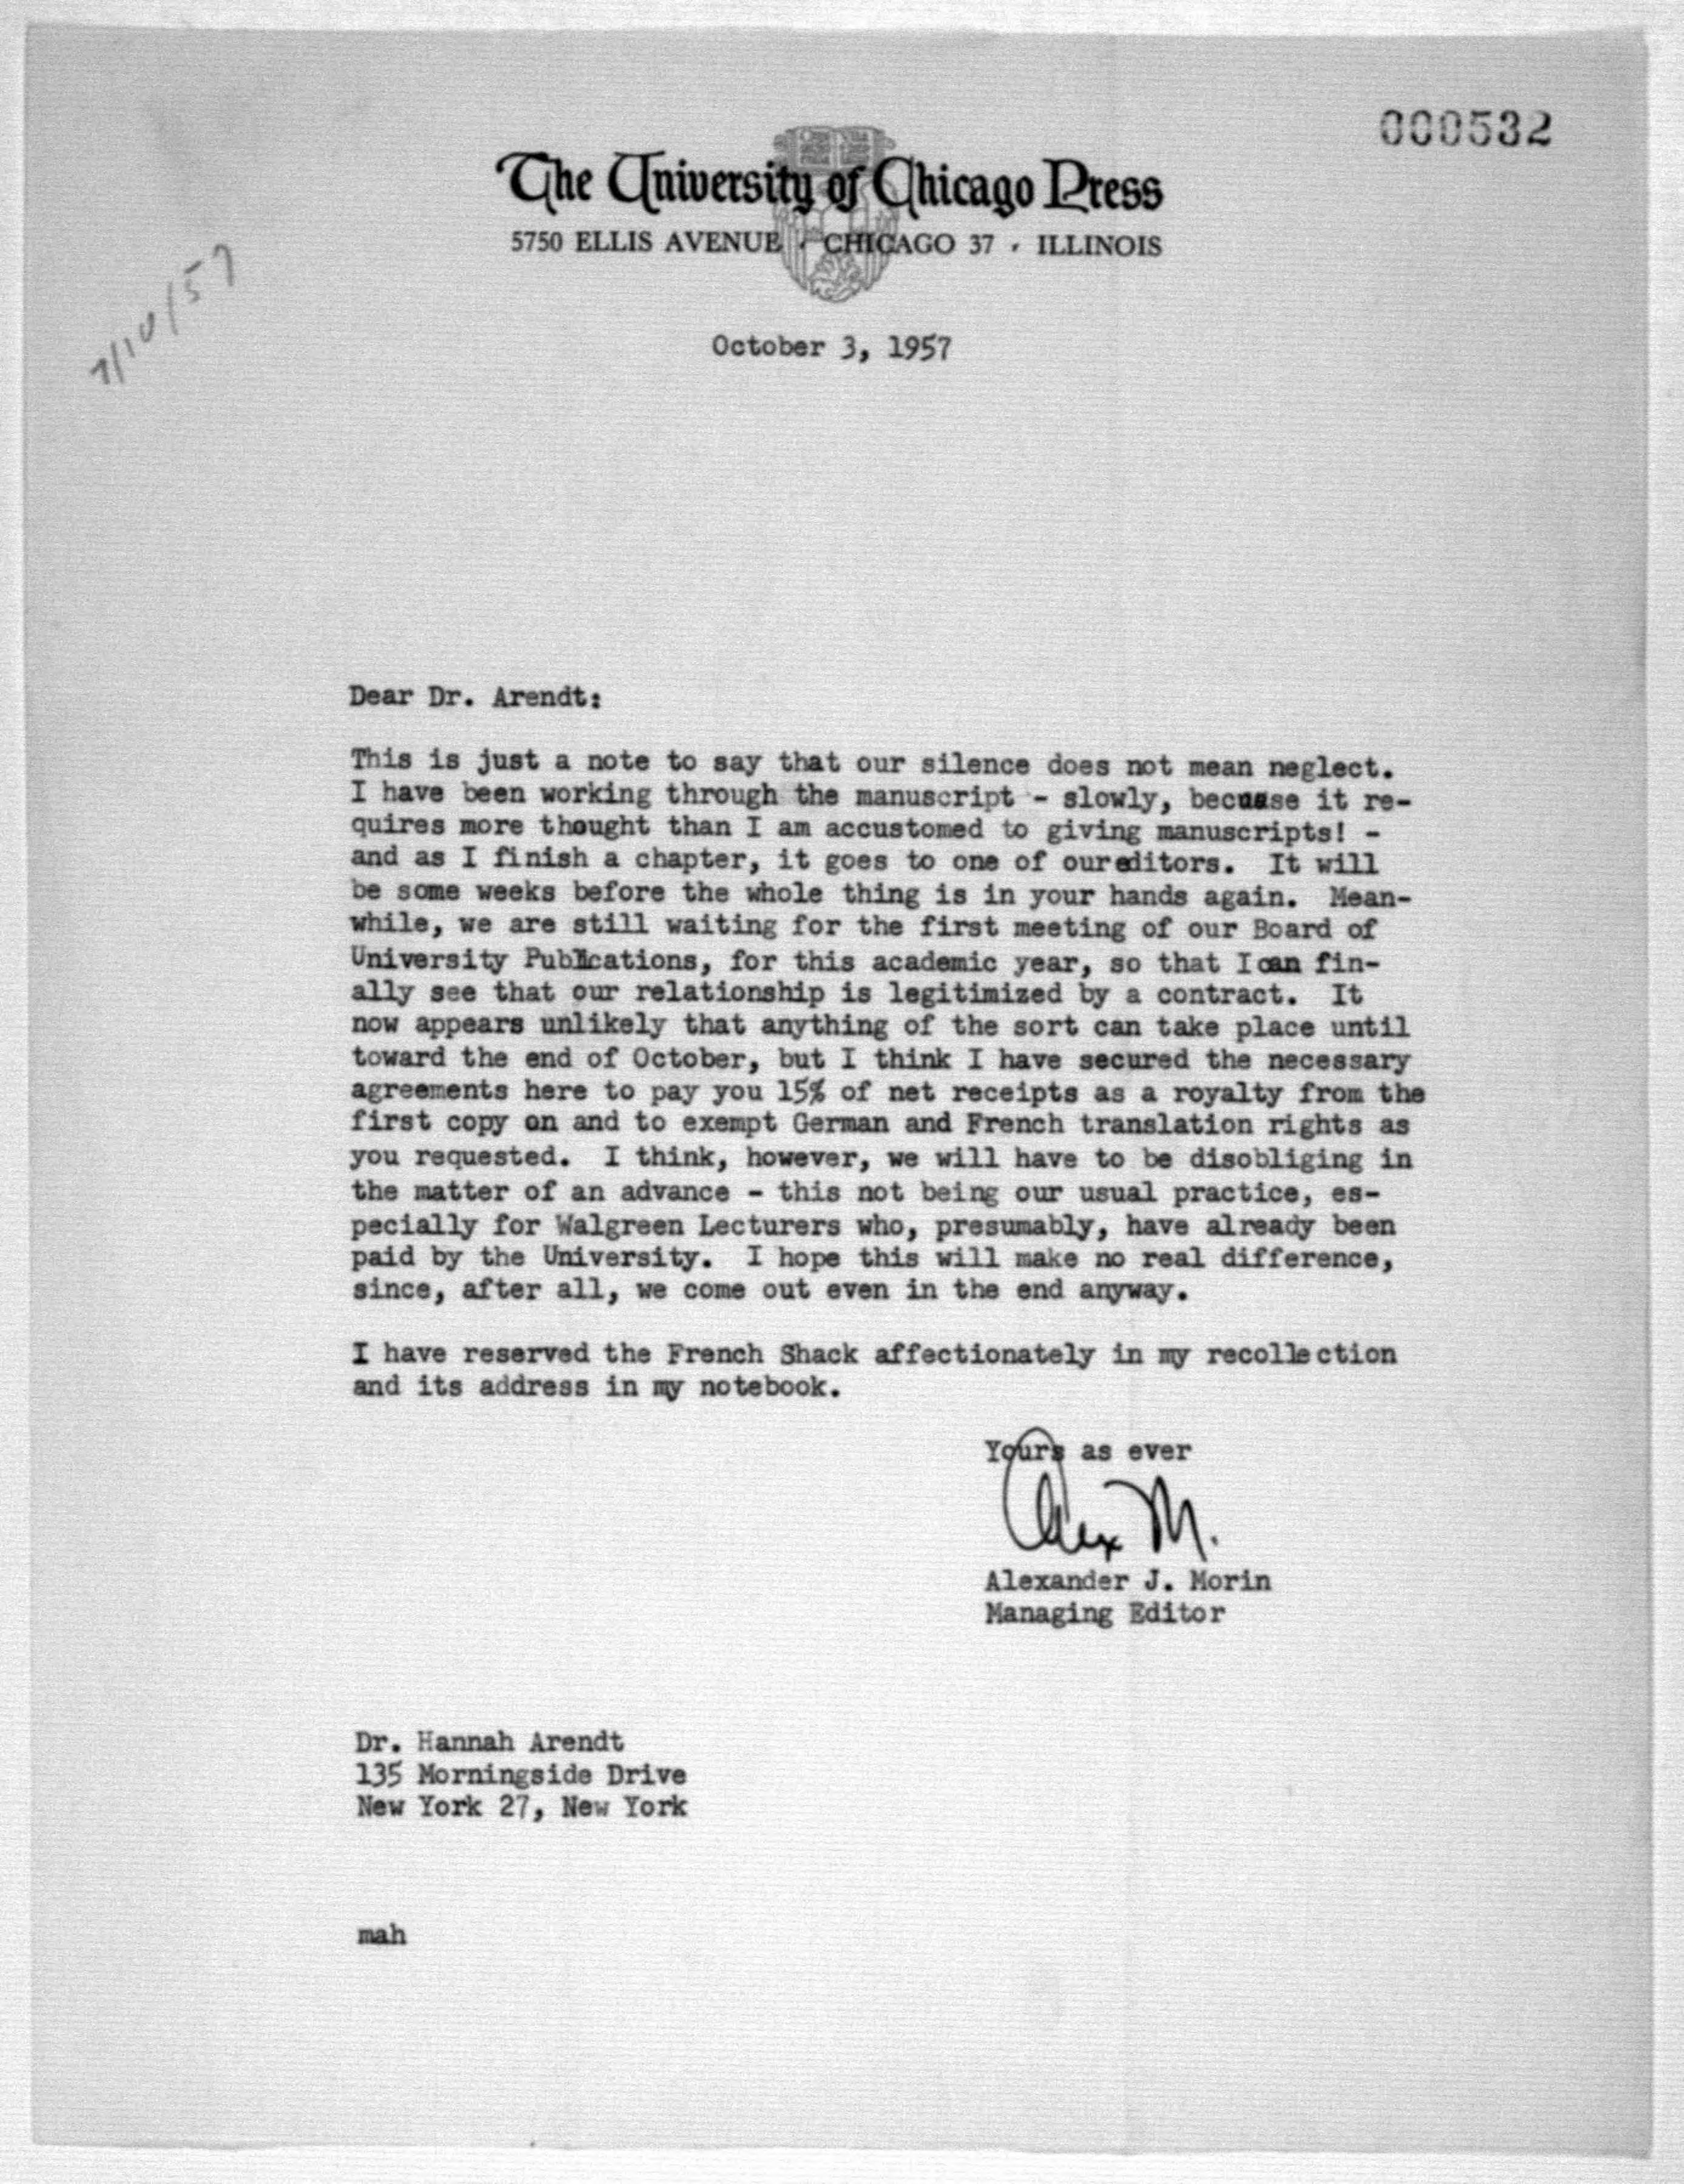 000532
The University of Chicago Press
5750 ELLIS AVENUE · CHICAGO 37 · ILLINOIS
7/10/57
October 3, 1957
Dear Dr. Arendt:
This is just a note to say that our silence does not mean neglect.
I have been working through the manuscript - slowly, becuase it re-
quires more thought than I am accustomed to giving manuscripts! -
and as I finish a chapter, it goes to one of oureditors. It will
be some weeks before the whole thing is in your hands again. Mean-
while, we are still waiting for the first meeting of our Board of
University Publications, for this academic year, so that I can fin-
ally see that our relationship is legitimized by a contract. It
now appears unlikely that anything of the sort can take place until
toward the end of October, but I think I have secured the necessary
agreements here to pay you 15% of net receipts as a royalty from the
first copy on and to exempt German and French translation rights as
you requested. I think, however, we will have to be disobliging in
the matter of an advance - this not being our usual practice, es-
pecially for Walgreen Lecturers who, presumably, have already been
paid by the University. I hope this will make no real difference,
since, after all, we come out even in the end anyway.
I have reserved the French Shack affectionately in my recollection
and its address in my notebook.
Yours as ever
Alex M.
Alexander J. Morin
Managing Editor
Dr. Hannah Arendt
135 Morningside Drive
New York 27, New York
mah